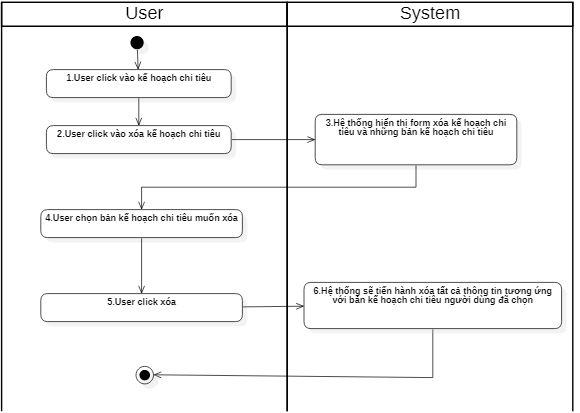 User
System
1.User click vào kế hoạch chi tiêu
2.User click vào xóa kế hoạch chi tiêu
3.Hệ thống hiển thị form xóa kế hoạch chi
tiêu và những bản kế hoạch chi tiêu
4.User chọn bản kế hoạch chi tiêu muốn xóa
5.User click xóa
6.Hệ thống sẽ tiến hành xóa tất cả thông tin tương ứng
với bản kế hoạch chi tiêu người dùng đã chọn